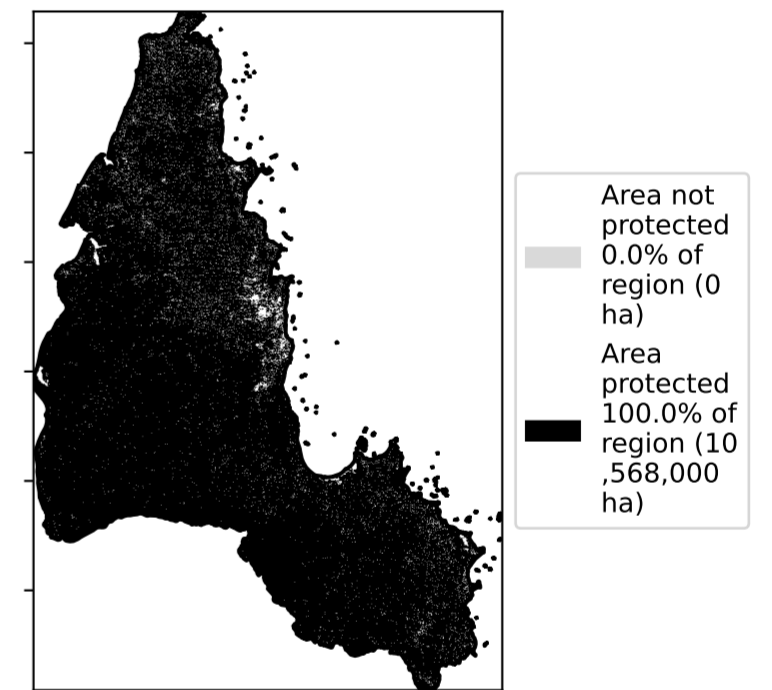 Area not
protected
0.0% of
region (0
ha)
Area
protected
100.0% of
region (10
,568,000
ha)